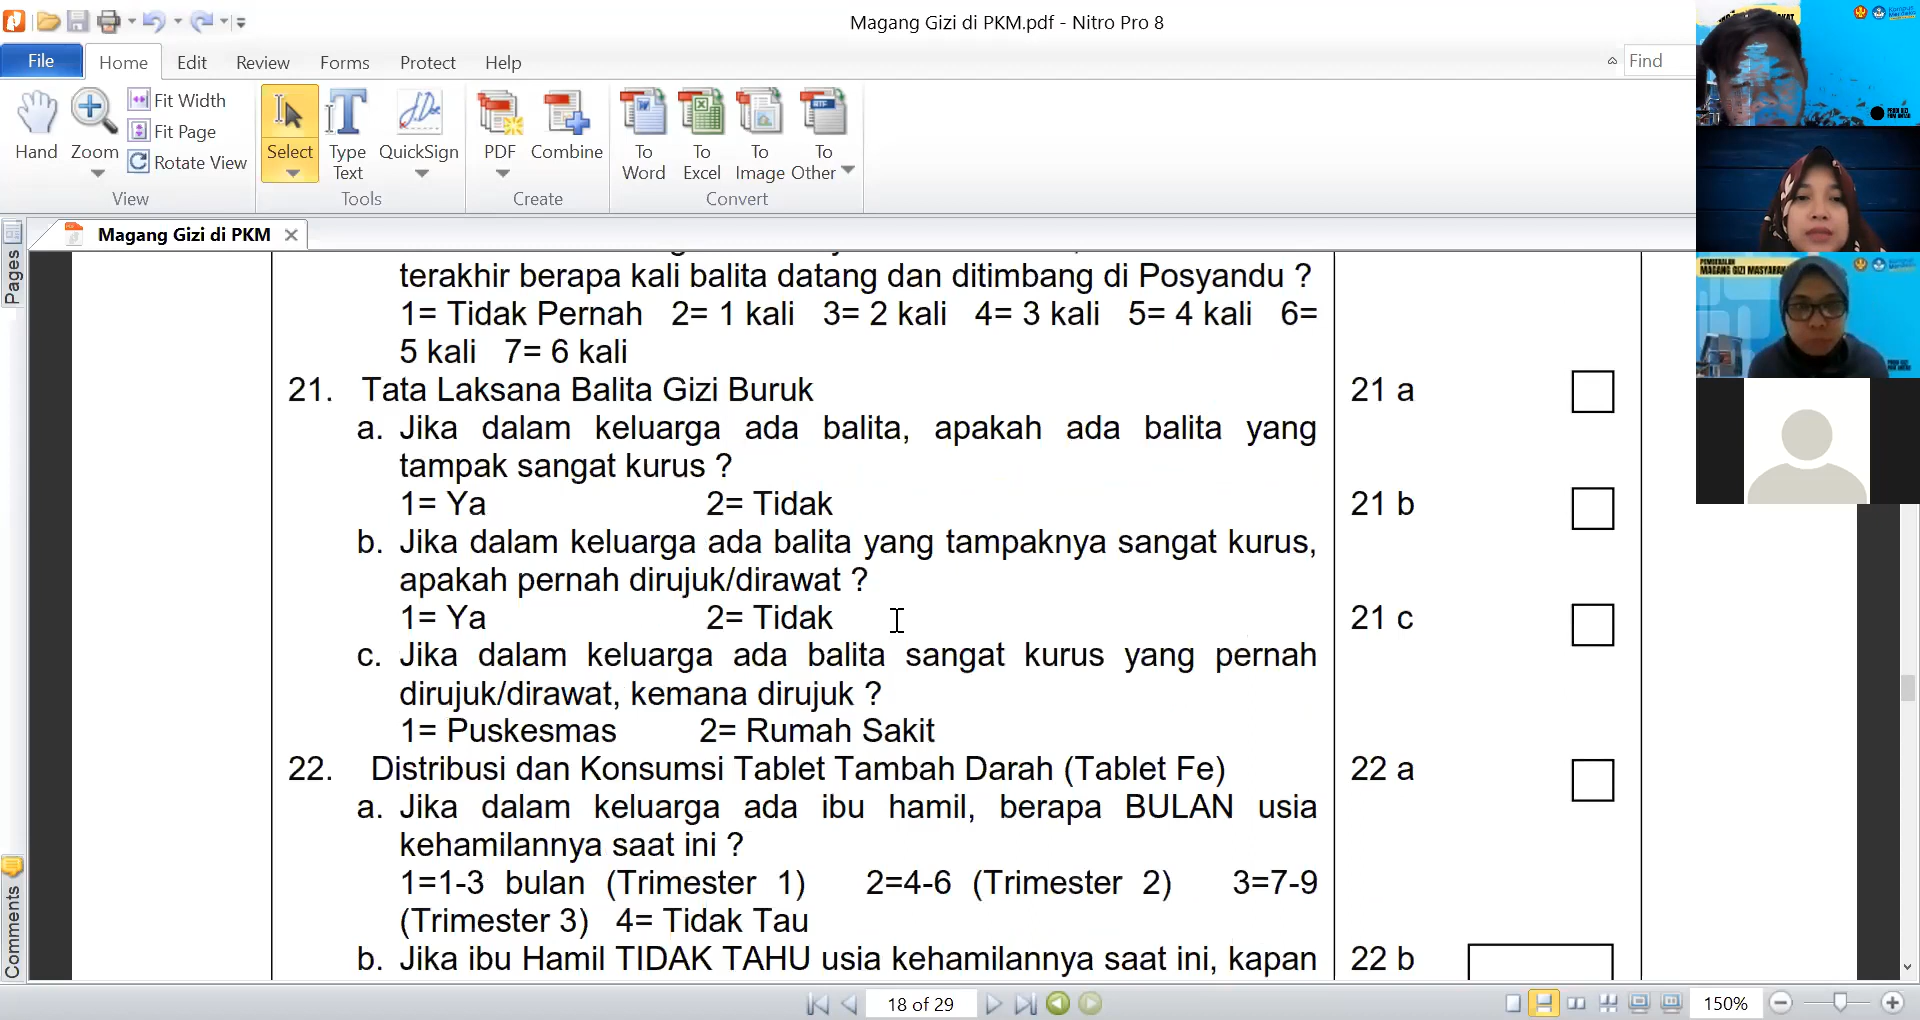 Magang Gizi di PKM.pdf - Nitro Pro 8
File Home Edit Review Forms Protect Help
Find
Hand
Zoom
Fit Width
Fit Page
Rotate View
View
Select
Type Text
QuickSign
Tools
PDF
Combine
Create
To Word
To Excel
To Image
To Other
Convert
Magang Gizi di PKM
Pages
Comments
terakhir berapa kali balita datang dan ditimbang di Posyandu ?
1= Tidak Pernah 2= 1 kali 3= 2 kali 4= 3 kali 5= 4 kali 6=
5 kali 7= 6 kali
21. Tata Laksana Balita Gizi Buruk 21 a
a. Jika dalam keluarga ada balita, apakah ada balita yang
tampak sangat kurus ?
1= Ya 2= Tidak 21 b
b. Jika dalam keluarga ada balita yang tampaknya sangat kurus,
apakah pernah dirujuk/dirawat ?
1= Ya 2= Tidak 21 c
c. Jika dalam keluarga ada balita sangat kurus yang pernah
dirujuk/dirawat, kemana dirujuk ?
1= Puskesmas 2= Rumah Sakit
22. Distribusi dan Konsumsi Tablet Tambah Darah (Tablet Fe) 22 a
a. Jika dalam keluarga ada ibu hamil, berapa BULAN usia
kehamilannya saat ini ?
1=1-3 bulan (Trimester 1) 2=4-6 (Trimester 2) 3=7-9
(Trimester 3) 4= Tidak Tau
b. Jika ibu Hamil TIDAK TAHU usia kehamilannya saat ini, kapan 22 b
18 of 29
150%
PEMBEKALAN